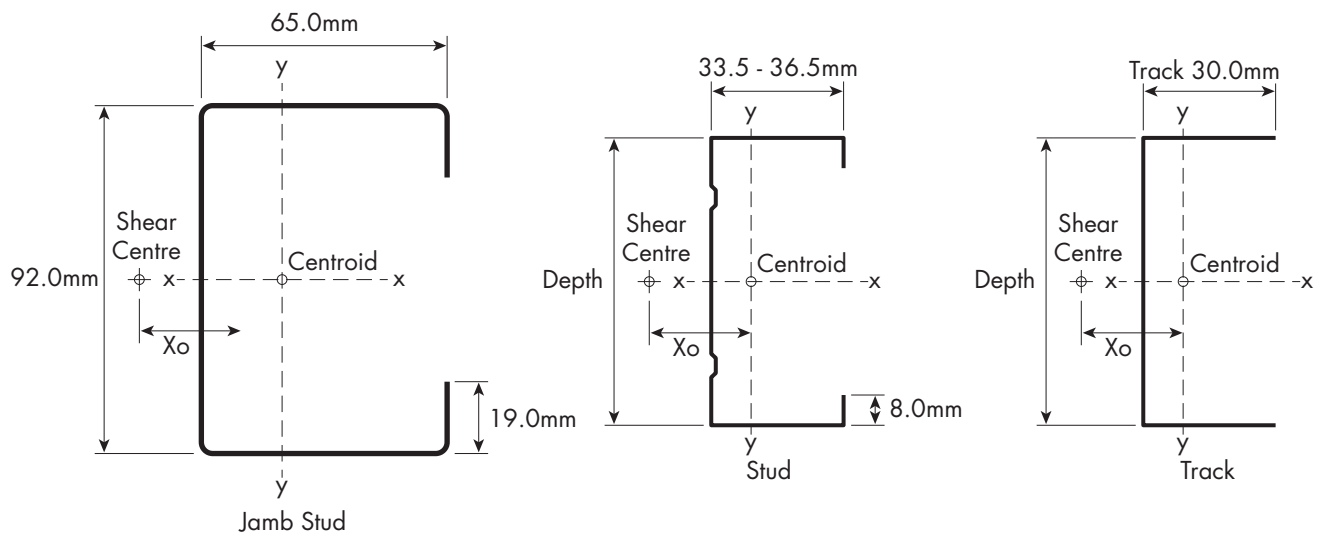 65.0mm
y
92.0mm
Shear
Centre
x
Centroid
x
Xo
19.0mm
y
Jamb Stud
33.5 - 36.5mm
y
Depth
Shear
Centre
x
Centroid
x
Xo
8.0mm
y
Stud
Track 30.0mm
y
Depth
Shear
Centre
x
Centroid
x
Xo
y
Track